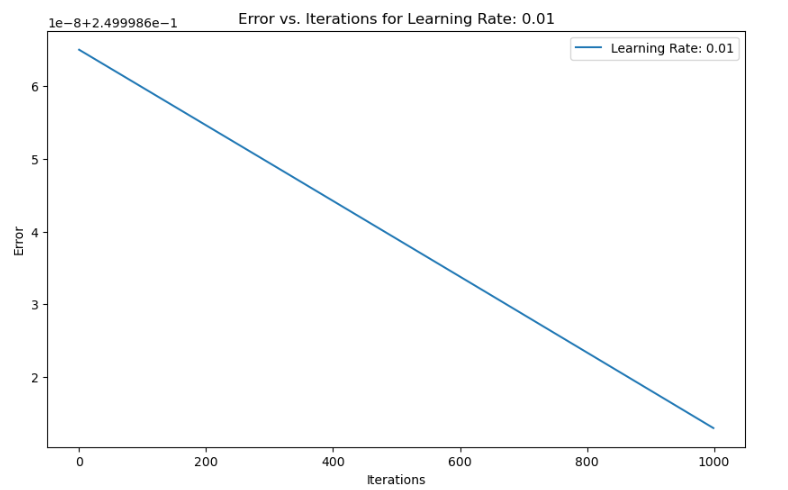 Error vs. Iterations for Learning Rate: 0.01
1e−8+2.499986e−1
Learning Rate: 0.01
6
5
4
3
2
Error
0 200 400 600 800 1000
Iterations